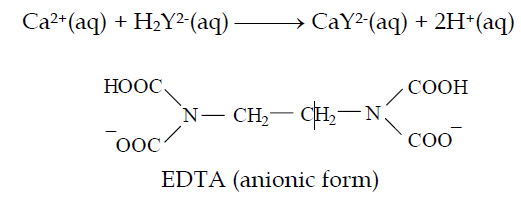 Ca²⁺(aq) + H₂Y²⁻(aq) ⟶ CaY²⁻(aq) + 2H⁺(aq)
HOOC COOH
N— CH₂— CH₂—N
⁻OOC COO⁻
EDTA (anionic form)